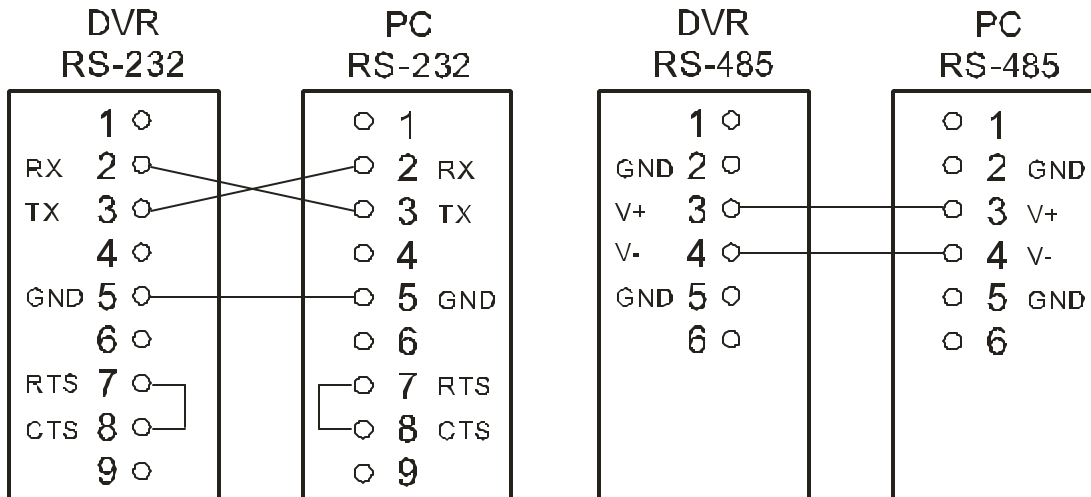 DVR
RS-232
1
RX 2
TX 3
4
GND 5
6
RTS 7
CTS 8
9
PC
RS-232
1
2 RX
3 TX
4
5 GND
6
7 RTS
8 CTS
9
DVR
RS-485
1
GND 2
V+ 3
V- 4
GND 5
6
PC
RS-485
1
2 GND
3 V+
4 V-
5 GND
6